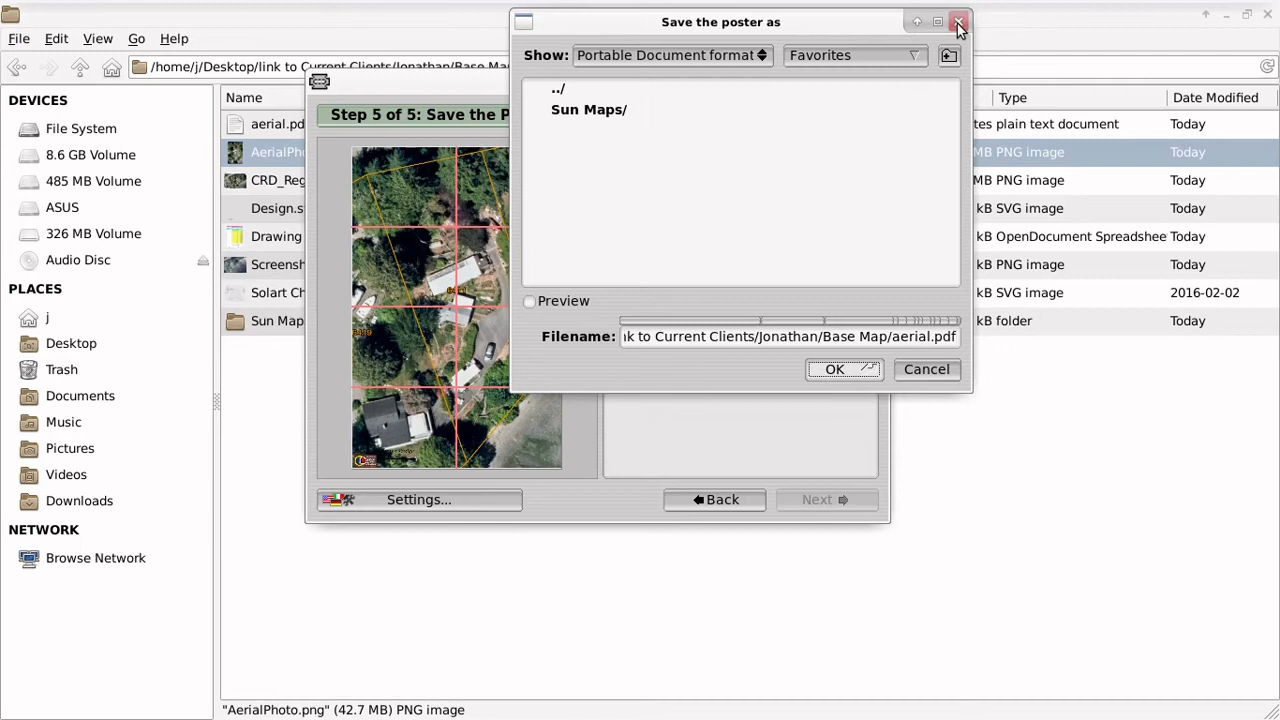 Save the poster as
File Edit View Go Help
/home/j/Desktop/link to Current Clients/Jonathan/Base Map
Show: Portable Document format Favorites
../
Sun Maps/
Preview
Filename: nk to Current Clients/Jonathan/Base Map/aerial.pdf
OK Cancel
Step 5 of 5: Save the P
Settings... Back Next
DEVICES
File System
8.6 GB Volume
485 MB Volume
ASUS
326 MB Volume
Audio Disc
PLACES
j
Desktop
Trash
Documents
Music
Pictures
Videos
Downloads
NETWORK
Browse Network
Name Type Date Modified
aerial.pd tes plain text document Today
AerialPho MB PNG image Today
CRD_Reg MB PNG image Today
Design.s kB SVG image Today
Drawing kB OpenDocument Spreadshee Today
Screensh kB PNG image Today
Solart Ch kB SVG image 2016-02-02
Sun Map kB folder Today
"AerialPhoto.png" (42.7 MB) PNG image